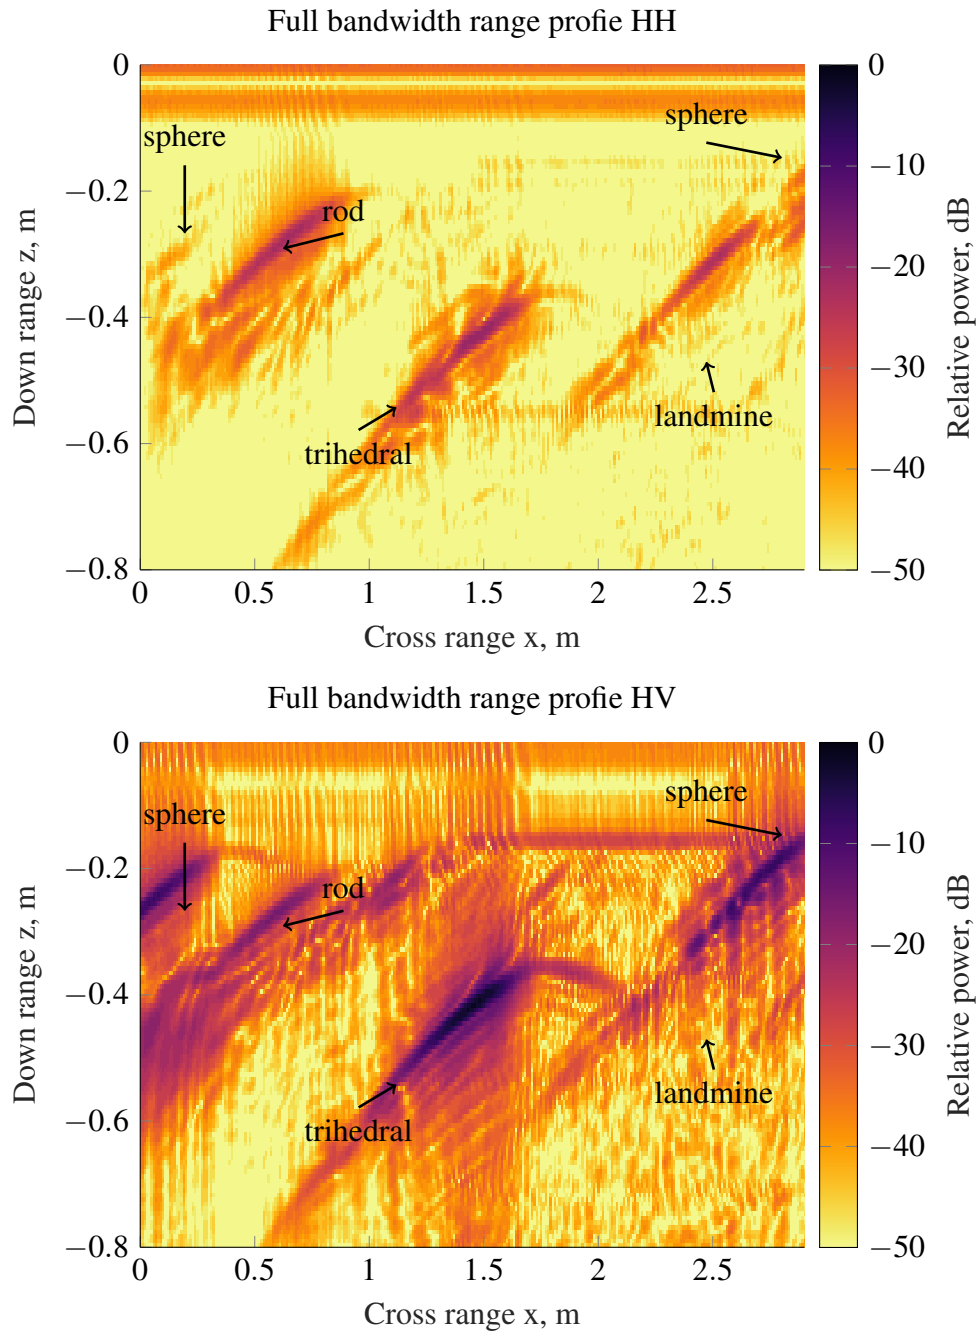 Full bandwidth range profie HH
0
−0.2
−0.4
−0.6
−0.8
Down range z, m
sphere
rod
trihedral
sphere
landmine
0
0.5
1
1.5
2
2.5
Cross range x, m
0
−10
−20
−30
−40
−50
Relative power, dB
Full bandwidth range profie HV
0
−0.2
−0.4
−0.6
−0.8
Down range z, m
sphere
rod
trihedral
sphere
landmine
0
0.5
1
1.5
2
2.5
Cross range x, m
0
−10
−20
−30
−40
−50
Relative power, dB